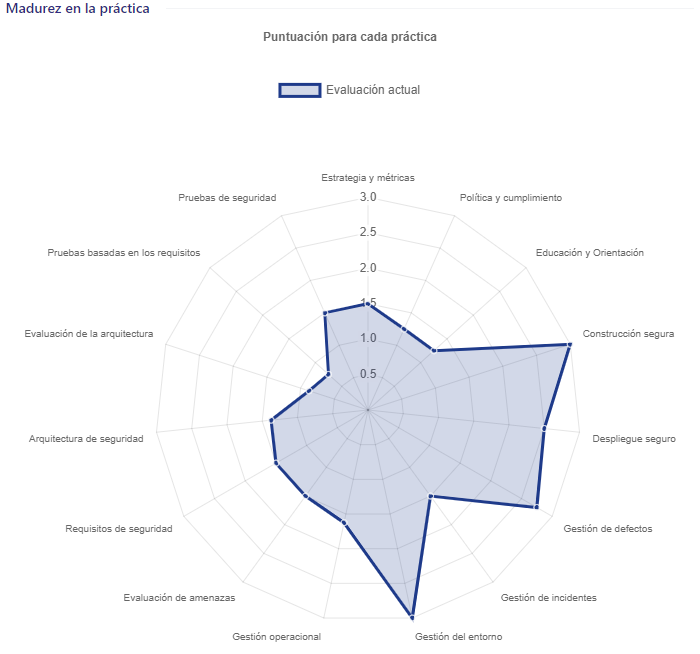 Madurez en la práctica
Puntuación para cada práctica
Evaluación actual
Estrategia y métricas
Pruebas de seguridad
3.0
Política y cumplimiento
2.5
Pruebas basadas en los requisitos
Educación y Orientación
2.0
1.5
Evaluación de la arquitectura
Construcción segura
1.0
0.5
Arquitectura de seguridad
Despliegue seguro
Requisitos de seguridad
Gestión de defectos
Evaluación de amenazas
Gestión de incidentes
Gestión operacional
Gestión del entorno